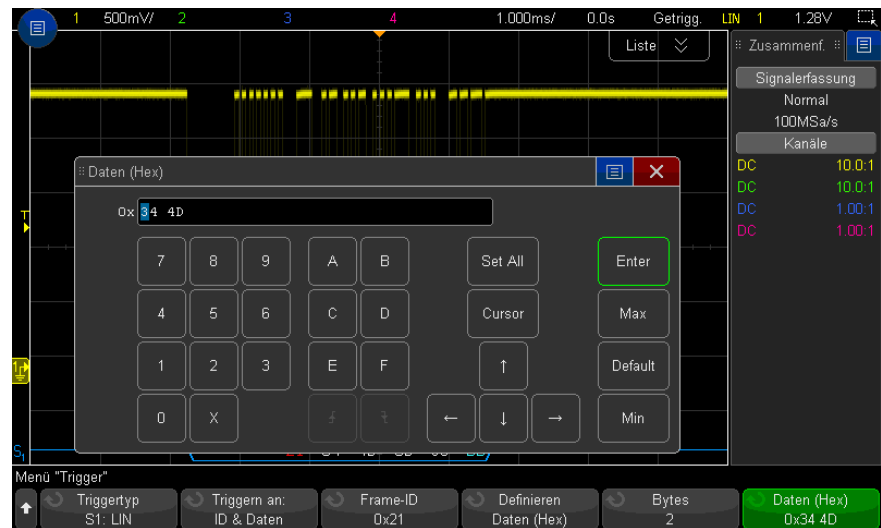 1 500mV/ 2 3 4 1.000ms/ 0.0s Getrigg. LIN 1 1.28V
Liste
Zusammenf.
Signalerfassung
Normal
100MSa/s
Kanäle
DC 10.0:1
DC 10.0:1
DC 1.00:1
DC 1.00:1
Daten (Hex)
0x 34 4D
7 8 9 A B Set All Enter
4 5 6 C D Cursor Max
1 2 3 E F ↑ Default
0 X ← ↓ → Min
T
1
S1
Menü "Trigger"
Triggertyp
S1: LIN
Triggern an:
ID & Daten
Frame-ID
0x21
Definieren
Daten (Hex)
Bytes
2
Daten (Hex)
0x34 4D